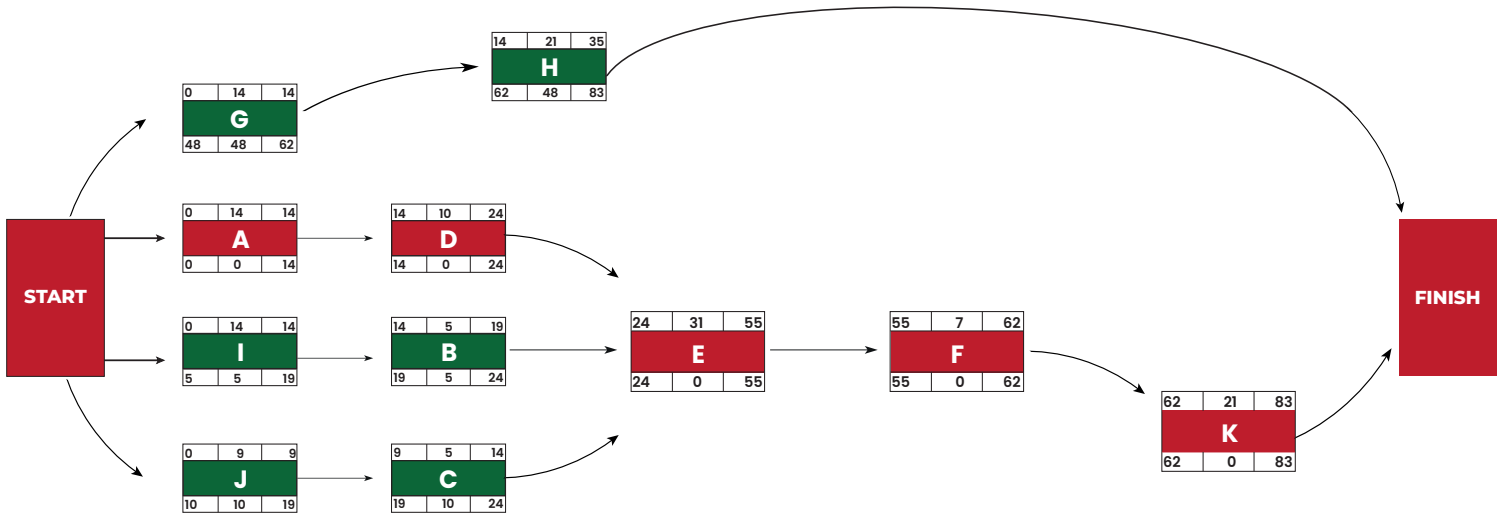 14 21 35
H
62 48 83
0 14 14
G
48 48 62
0 14 14
A
0 0 14
14 10 24
D
14 0 24
START
FINISH
0 14 14
I
5 5 19
14 5 19
B
19 5 24
24 31 55
E
24 0 55
55 7 62
F
55 0 62
62 21 83
K
62 0 83
0 9 9
J
10 10 19
9 5 14
C
19 10 24